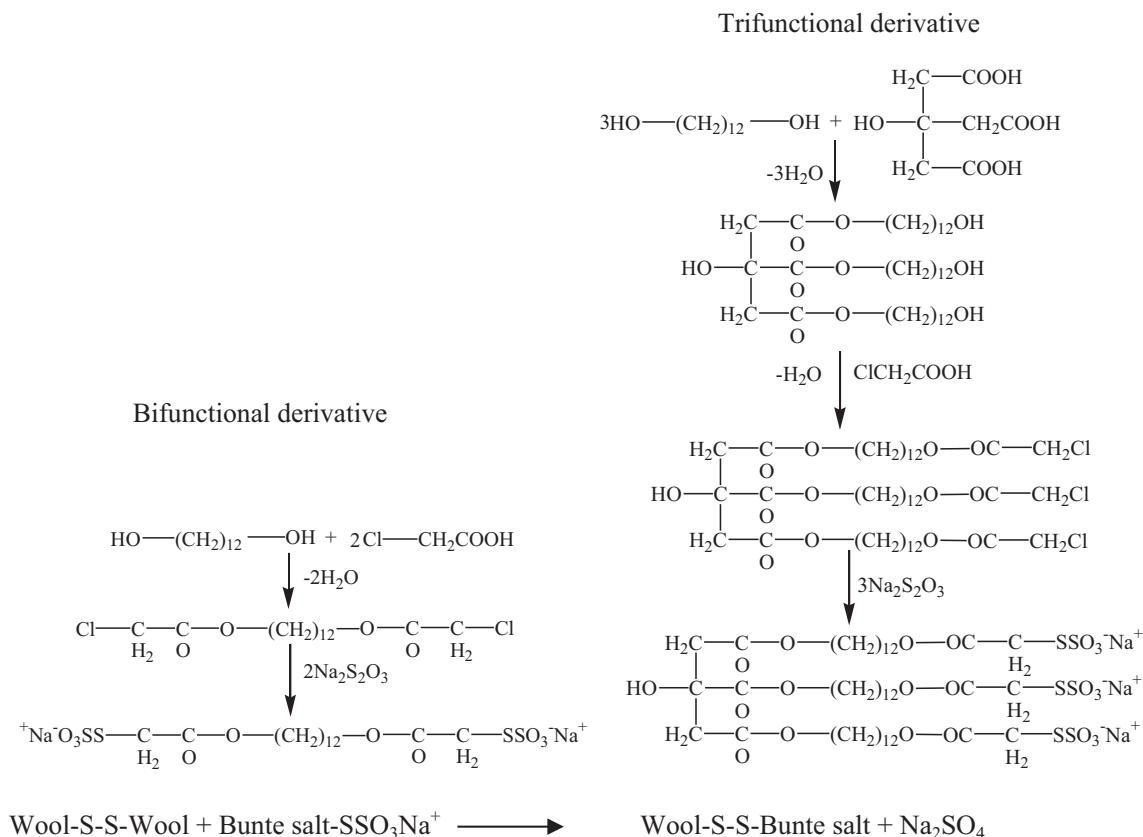 Trifunctional derivative
H₂C—COOH
3HO—(CH)₁₂—OH + HO—C—CH₂COOH
H₂C—COOH
-3H₂O
H₂C—C—O—(CH₂)₁₂OH
O
HO—C—C—O—(CH₂)₁₂OH
O
H₂C—C—O—(CH₂)₁₂OH
O
-H₂O ClCH₂COOH
H₂C—C—O—(CH₂)₁₂O—OC—CH₂Cl
O
HO—C—C—O—(CH₂)₁₂O—OC—CH₂Cl
O
H₂C—C—O—(CH₂)₁₂O—OC—CH₂Cl
O
3Na₂S₂O₃
H₂C—C—O—(CH₂)₁₂O—OC—C—SSO₃⁻Na⁺
O H₂
HO—C—C—O—(CH₂)₁₂O—OC—C—SSO₃⁻Na⁺
O H₂
H₂C—C—O—(CH₂)₁₂O—OC—C—SSO₃⁻Na⁺
O H₂
Bifunctional derivative
HO—(CH₂)₁₂—OH + 2Cl—CH₂COOH
-2H₂O
Cl—C—C—O—(CH₂)₁₂—O—C—C—Cl
H₂ O O H₂
2Na₂S₂O₃
⁺Na⁻O₃SS—C—C—O—(CH₂)₁₂—O—C—C—SSO₃⁻Na⁺
H₂ O O H₂
Wool-S-S-Wool + Bunte salt-SSO₃Na⁺ ⟶ Wool-S-S-Bunte salt + Na₂SO₄